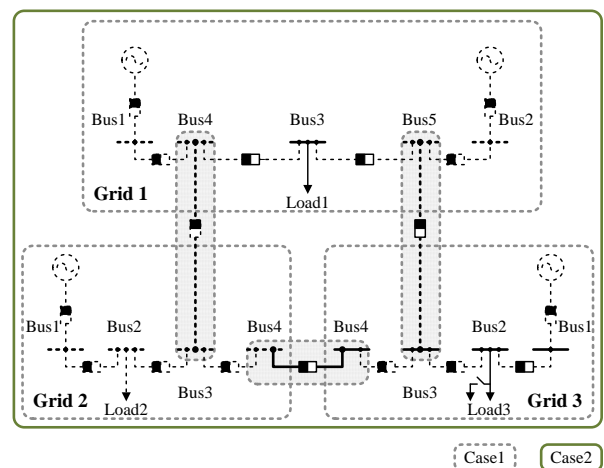 Bus1 Bus4 Bus3 Bus5 Bus2
Grid 1
Load1
Bus1 Bus2 Bus4 Bus4 Bus2 Bus1
Bus3 Bus3
Grid 2 Load2 Load3 Grid 3
Case1 Case2